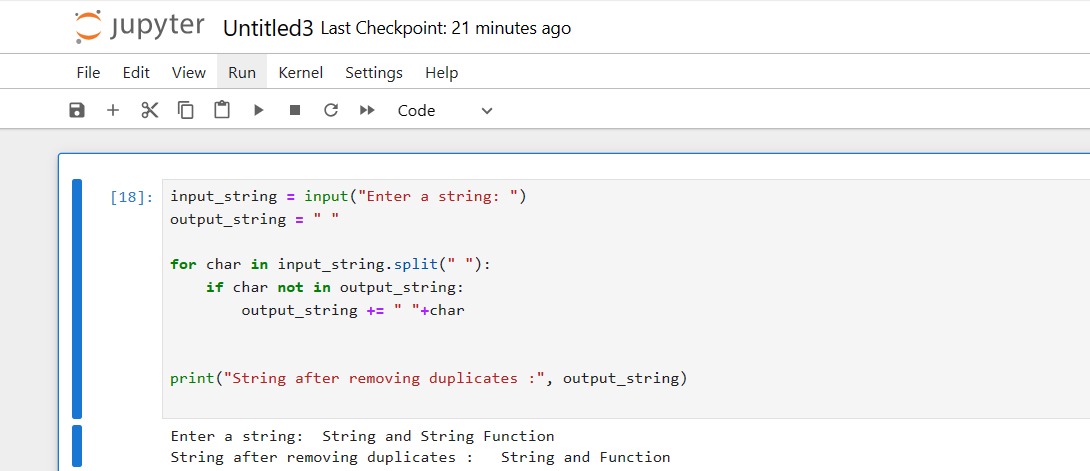 jupyter Untitled3 Last Checkpoint: 21 minutes ago
File Edit View Run Kernel Settings Help
Code
[18]: input_string = input("Enter a string: ")
output_string = " "
for char in input_string.split(" "):
    if char not in output_string:
        output_string += " "+char
print("String after removing duplicates :", output_string)
Enter a string:  String and String Function
String after removing duplicates :   String and Function